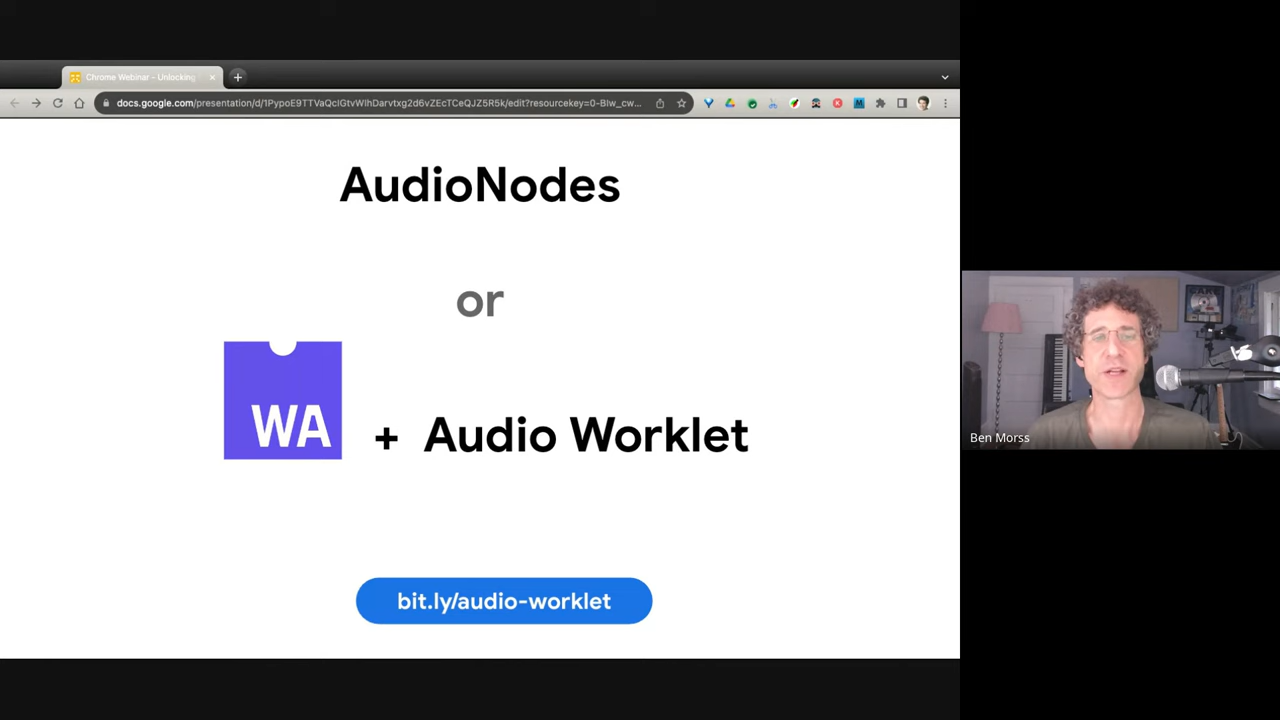 Chrome Webinar - Unlocking
docs.google.com/presentation/d/1PypoE9TTVaQcIGtvWIhDarvtxg2d6vZEcTCeQJZ5R5k/edit?resourcekey=0-Blw_cw...
AudioNodes
or
WA
+ Audio Worklet
bit.ly/audio-worklet
Ben Morss